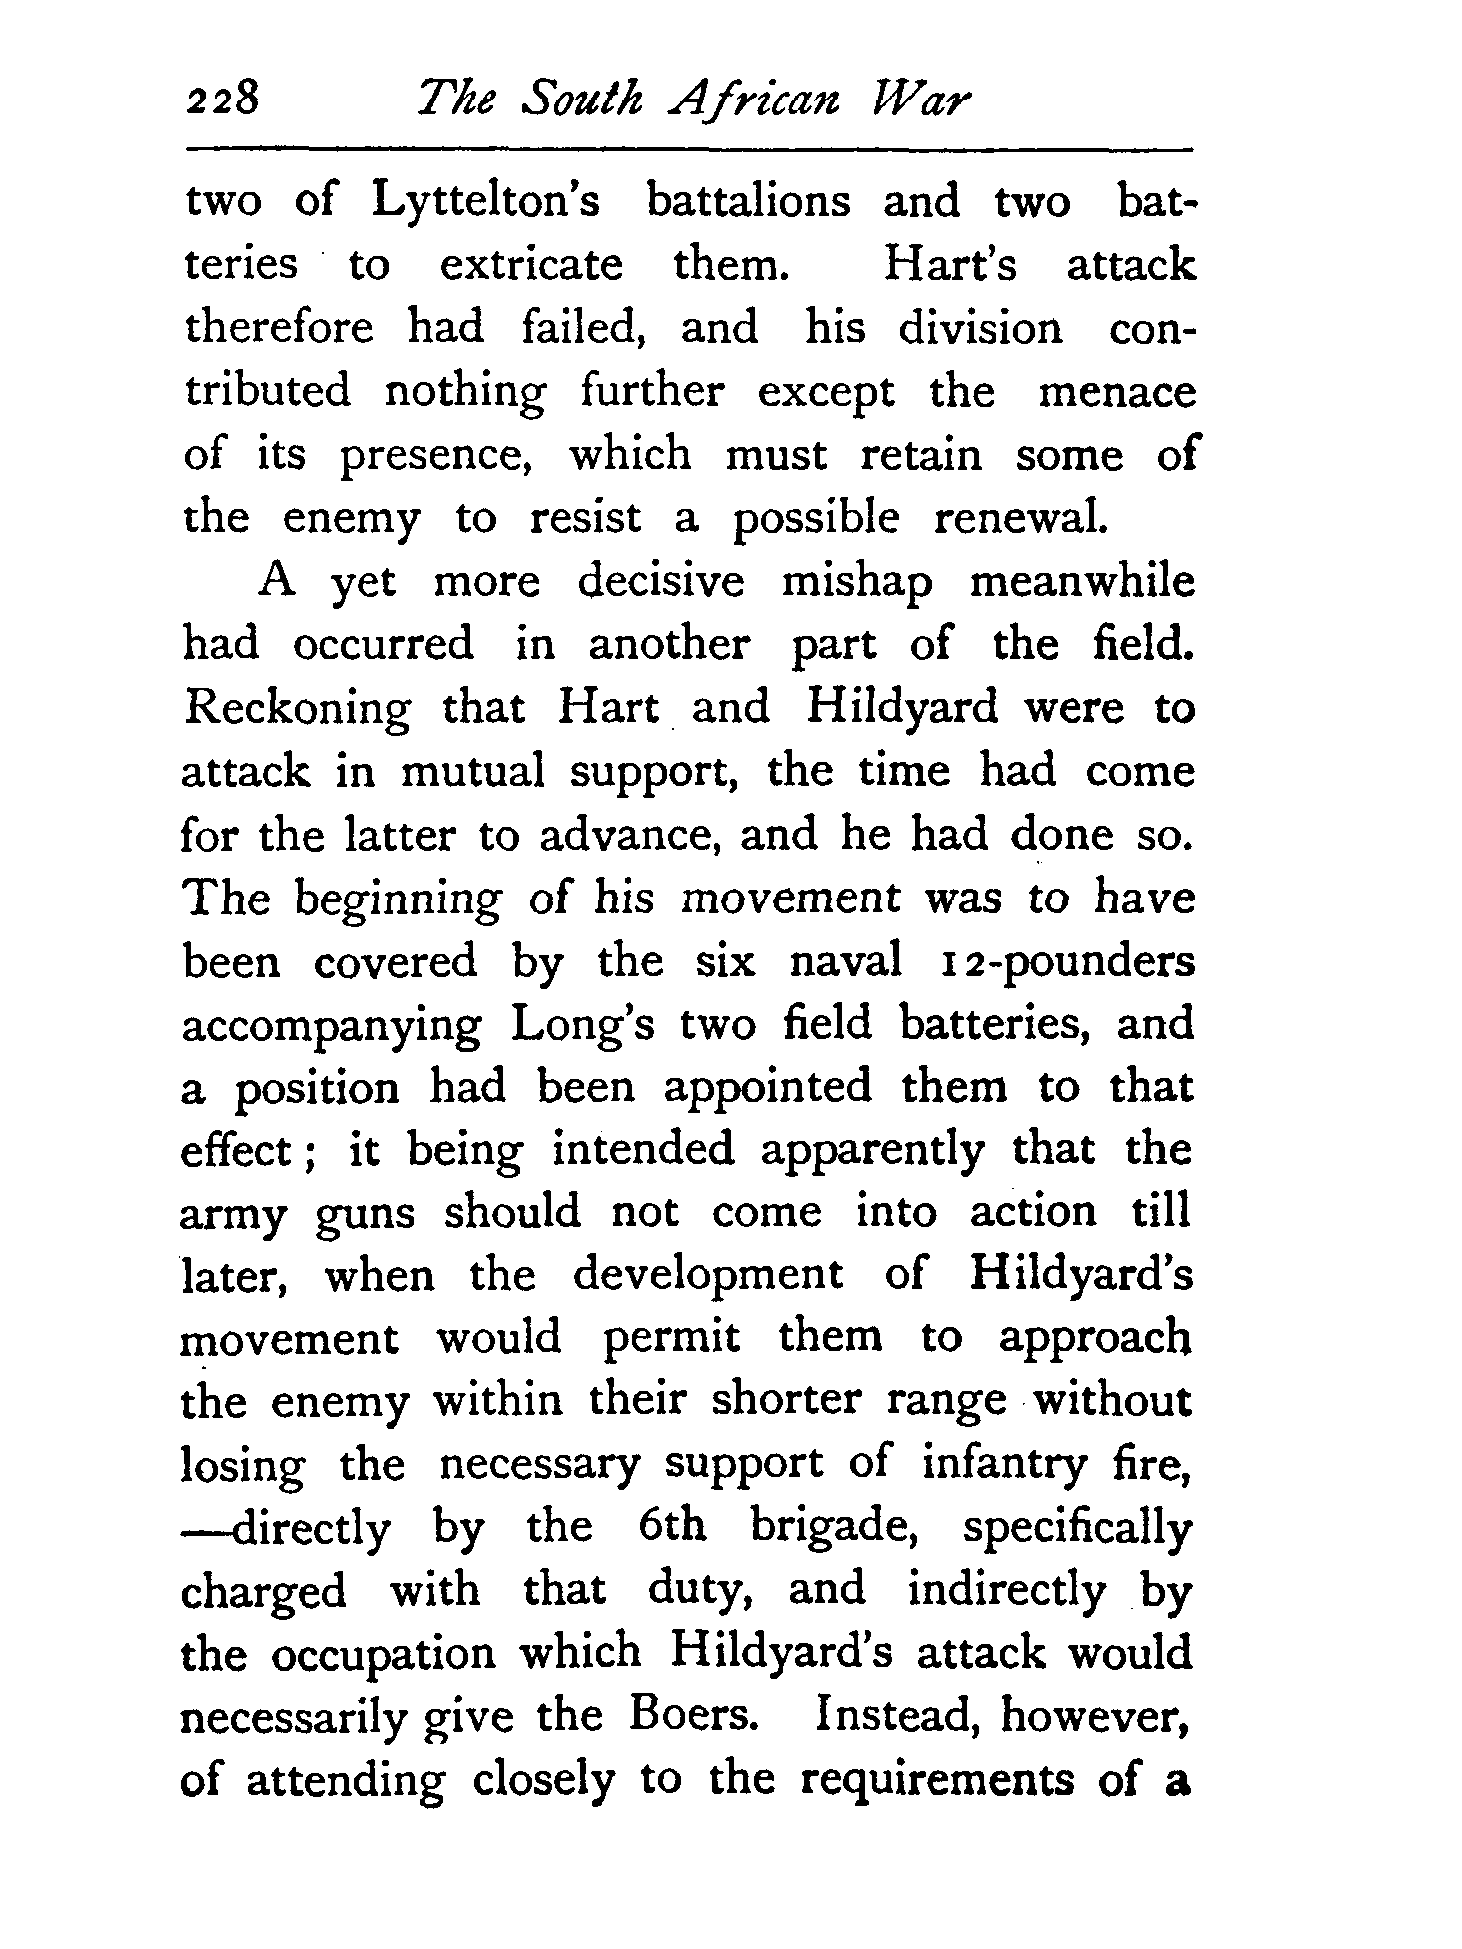 228 The South African War
two of Lyttelton's battalions and two bat-
teries to extricate them. Hart's attack
therefore had failed, and his division con-
tributed nothing further except the menace
of its presence, which must retain some of
the enemy to resist a possible renewal.
A yet more decisive mishap meanwhile
had occurred in another part of the field.
Reckoning that Hart and Hildyard were to
attack in mutual support, the time had come
for the latter to advance, and he had done so.
The beginning of his movement was to have
been covered by the six naval 12-pounders
accompanying Long's two field batteries, and
a position had been appointed them to that
effect ; it being intended apparently that the
army guns should not come into action till
later, when the development of Hildyard's
movement would permit them to approach
the enemy within their shorter range without
losing the necessary support of infantry fire,
—directly by the 6th brigade, specifically
charged with that duty, and indirectly by
the occupation which Hildyard's attack would
necessarily give the Boers. Instead, however,
of attending closely to the requirements of a